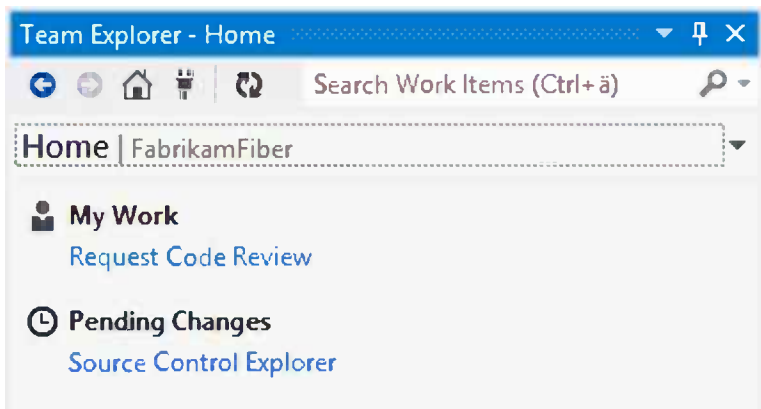 Team Explorer - Home
Search Work Items (Ctrl+ä)
Home | FabrikamFiber
My Work
Request Code Review
Pending Changes
Source Control Explorer